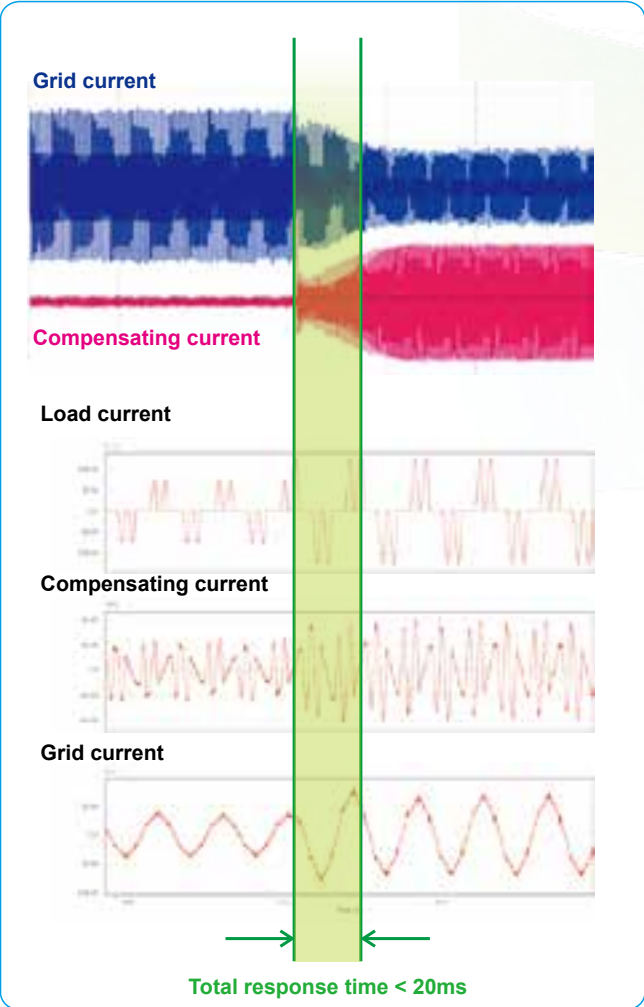 Grid current
Compensating current
Load current
Compensating current
Grid current
Total response time < 20ms